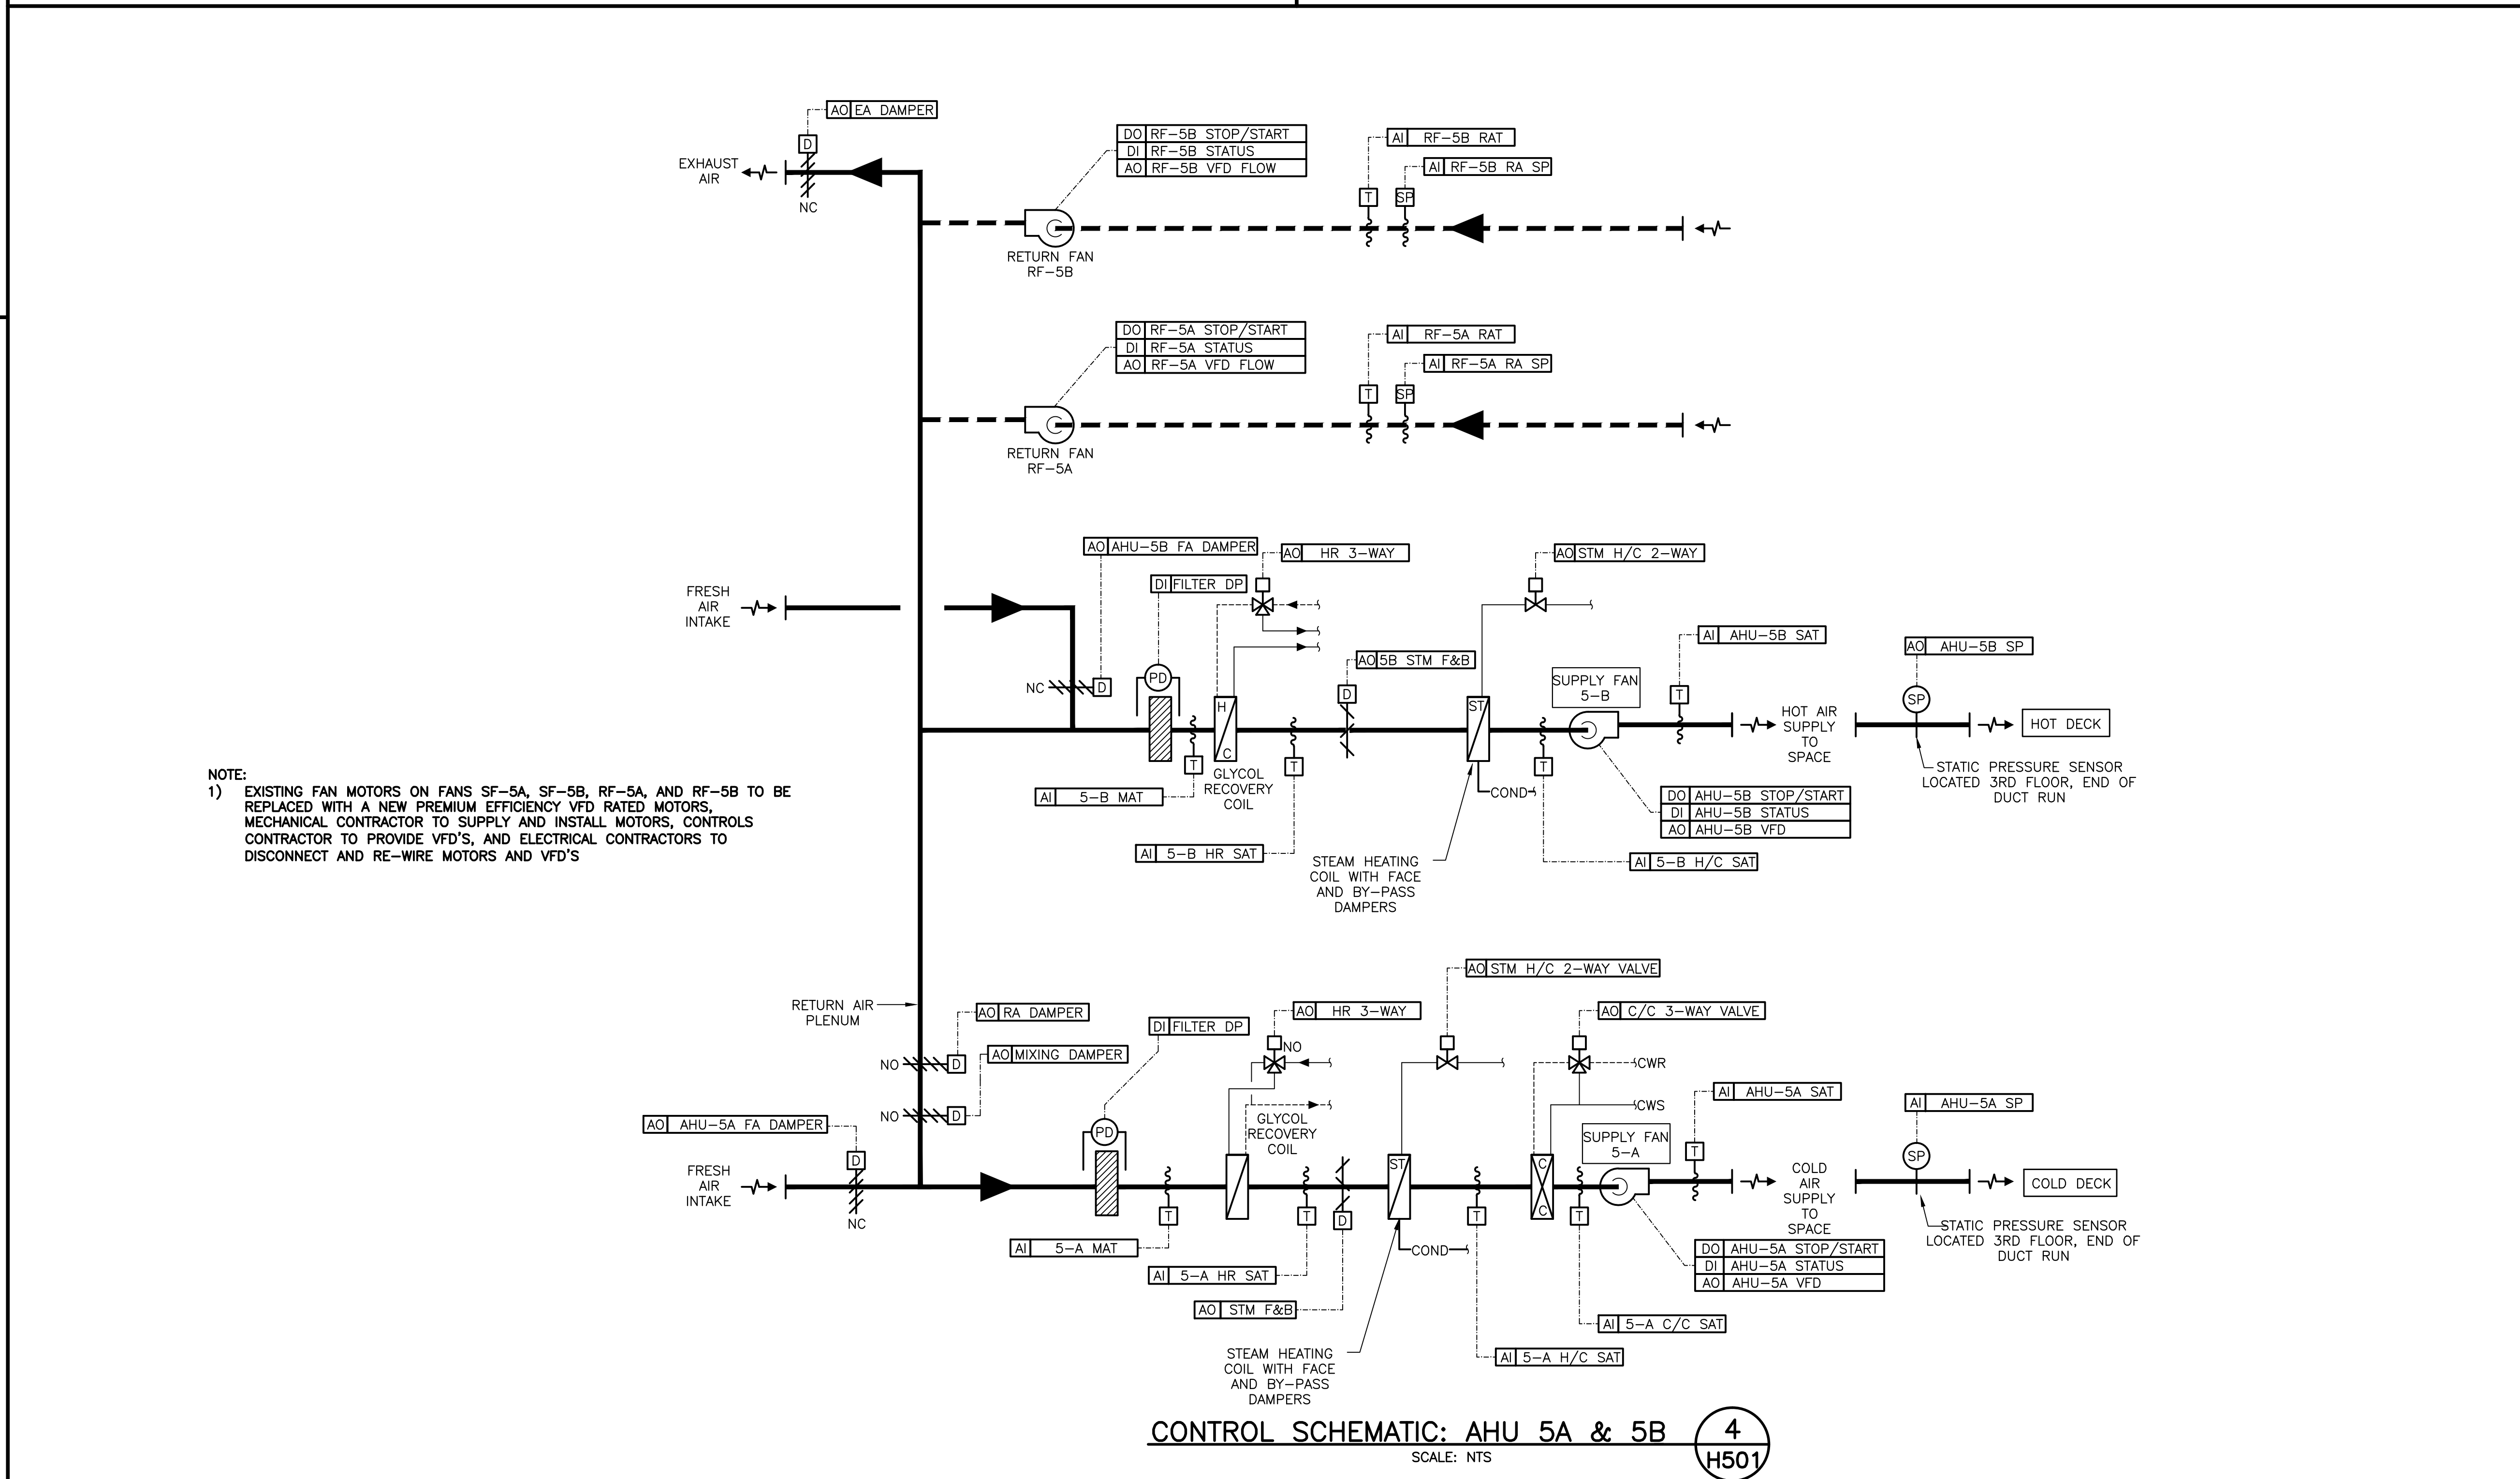 AO EA DAMPER
D
EXHAUST
AIR
NC
DO RF-5B STOP/START
DI RF-5B STATUS
AO RF-5B VFD FLOW
AI RF-5B RAT
AI RF-5B RA SP
T
SP
RETURN FAN
RF-5B
DO RF-5A STOP/START
DI RF-5A STATUS
AO RF-5A VFD FLOW
AI RF-5A RAT
AI RF-5A RA SP
T
SP
RETURN FAN
RF-5A
AO AHU-5B FA DAMPER
AO HR 3-WAY
AO STM H/C 2-WAY
DI FILTER DP
FRESH
AIR
INTAKE
AI AHU-5B SAT
AO AHU-5B SP
AO 5B STM F&B
NC
D
PD
H
C
D
ST
SUPPLY FAN
5-B
T
SP
HOT AIR
SUPPLY
TO
SPACE
HOT DECK
T
T
T
GLYCOL
RECOVERY
COIL
COND
STATIC PRESSURE SENSOR
LOCATED 3RD FLOOR, END OF
DUCT RUN
AI 5-B MAT
DO AHU-5B STOP/START
DI AHU-5B STATUS
AO AHU-5B VFD
AI 5-B HR SAT
AI 5-B H/C SAT
STEAM HEATING
COIL WITH FACE
AND BY-PASS
DAMPERS
NOTE:
1) EXISTING FAN MOTORS ON FANS SF-5A, SF-5B, RF-5A, AND RF-5B TO BE
REPLACED WITH A NEW PREMIUM EFFICIENCY VFD RATED MOTORS,
MECHANICAL CONTRACTOR TO SUPPLY AND INSTALL MOTORS, CONTROLS
CONTRACTOR TO PROVIDE VFD'S, AND ELECTRICAL CONTRACTORS TO
DISCONNECT AND RE-WIRE MOTORS AND VFD'S
AO STM H/C 2-WAY VALVE
RETURN AIR
PLENUM
AO RA DAMPER
AO HR 3-WAY
AO C/C 3-WAY VALVE
DI FILTER DP
AO MIXING DAMPER
NO
NO
D
CWR
NO
D
CWS
AI AHU-5A SAT
AI AHU-5A SP
AO AHU-5A FA DAMPER
GLYCOL
RECOVERY
COIL
PD
SUPPLY FAN
5-A
D
T
SP
FRESH
AIR
INTAKE
NC
ST
C
C
COLD
AIR
SUPPLY
TO
SPACE
COLD DECK
T
T
D
T
T
STATIC PRESSURE SENSOR
LOCATED 3RD FLOOR, END OF
DUCT RUN
AI 5-A MAT
COND
DO AHU-5A STOP/START
DI AHU-5A STATUS
AO AHU-5A VFD
AI 5-A HR SAT
AO STM F&B
AI 5-A C/C SAT
AI 5-A H/C SAT
STEAM HEATING
COIL WITH FACE
AND BY-PASS
DAMPERS
CONTROL SCHEMATIC: AHU 5A & 5B
SCALE: NTS
4
H501